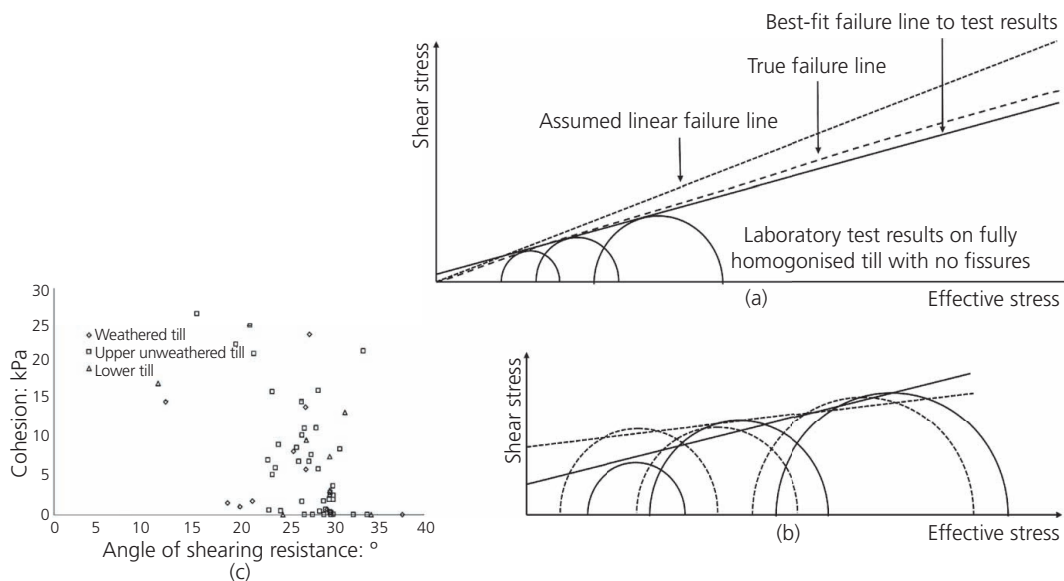 Best-fit failure line to test results
True failure line
Assumed linear failure line
Shear stress
Laboratory test results on fully
homogonised till with no fissures
(a)
Effective stress
30
25
20
15
10
5
0
Cohesion: kPa
Weathered till
Upper unweathered till
Lower till
0 5 10 15 20 25 30 35 40
Angle of shearing resistance: °
(c)
Shear stress
(b)
Effective stress